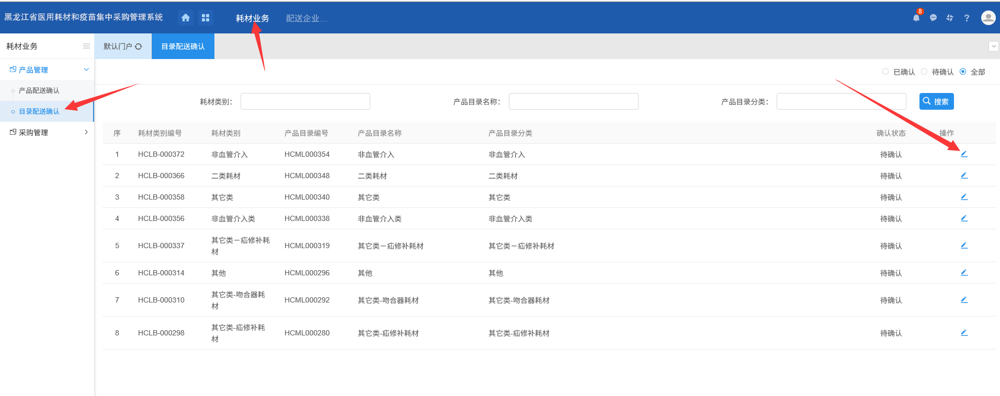 黑龙江省医用耗材和疫苗集中采购管理系统
耗材业务
配送企业...
8
?
耗材业务
默认门户
目录配送确认
产品管理
产品配送确认
目录配送确认
采购管理
已确认 待确认 全部
耗材类别： 产品目录名称： 产品目录分类： 搜索
序 耗材类别编号 耗材类别 产品目录编号 产品目录名称 产品目录分类 确认状态 操作
1 HCLB-000372 非血管介入 HCML000354 非血管介入 非血管介入 待确认
2 HCLB-000366 二类耗材 HCML000348 二类耗材 二类耗材 待确认
3 HCLB-000358 其它类 HCML000340 其它类 其它类 待确认
4 HCLB-000356 非血管介入类 HCML000338 非血管介入类 非血管介入类 待确认
5 HCLB-000337 其它类－疝修补耗 HCML000319 其它类－疝修补耗材 其它类－疝修补耗材 待确认
材
6 HCLB-000314 其他 HCML000296 其他 其他 待确认
7 HCLB-000310 其它类-吻合器耗 HCML000292 其它类-吻合器耗材 其它类-吻合器耗材 待确认
材
8 HCLB-000298 其它类-疝修补耗 HCML000280 其它类-疝修补耗材 其它类-疝修补耗材 待确认
材